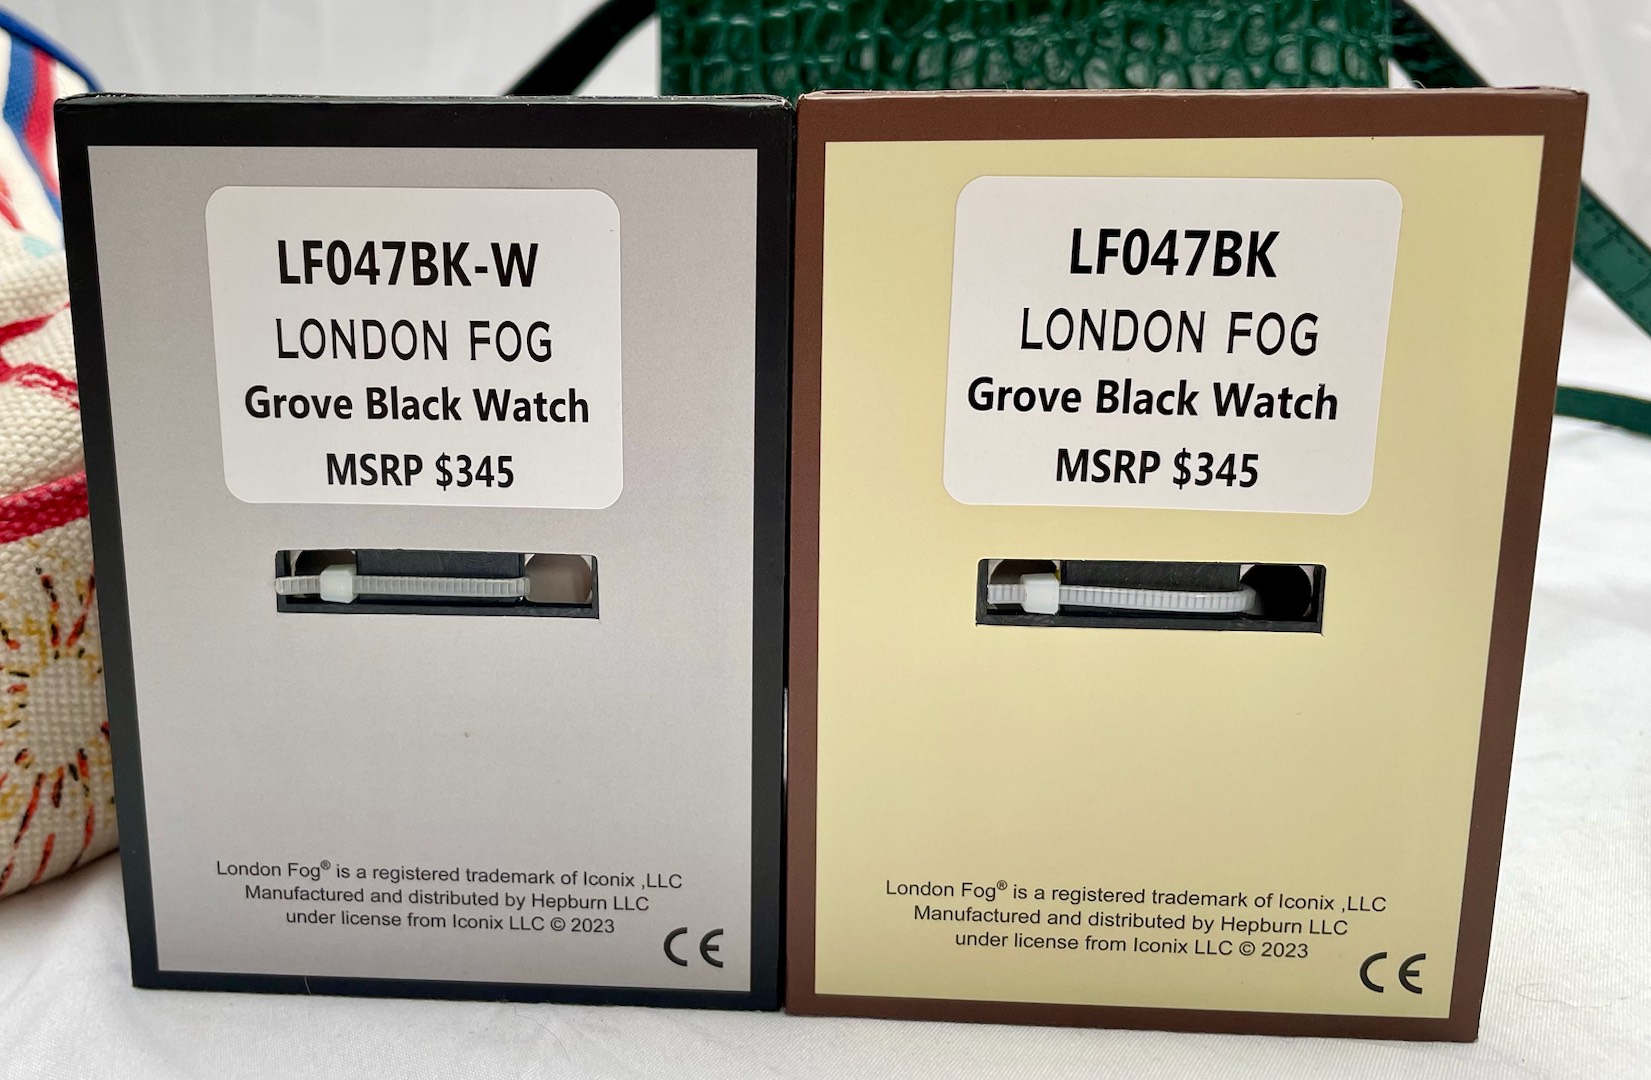 LF047BK-W
LONDON FOG
Grove Black Watch
MSRP $345
London Fog® is a registered trademark of Iconix ,LLC
Manufactured and distributed by Hepburn LLC
under license from Iconix LLC © 2023
CE
LF047BK
LONDON FOG
Grove Black Watch
MSRP $345
London Fog® is a registered trademark of Iconix ,LLC
Manufactured and distributed by Hepburn LLC
under license from Iconix LLC © 2023
CE